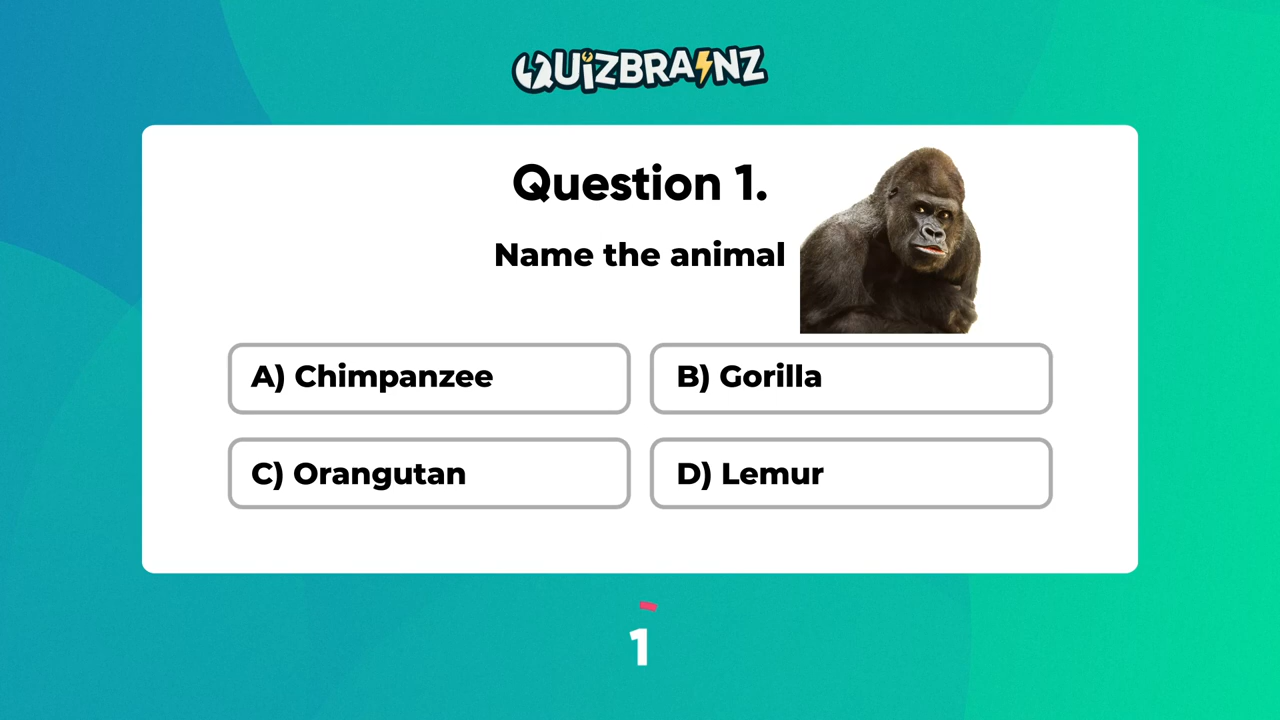 QUIZBRAINZ
Question 1.
Name the animal
A) Chimpanzee
B) Gorilla
C) Orangutan
D) Lemur
1